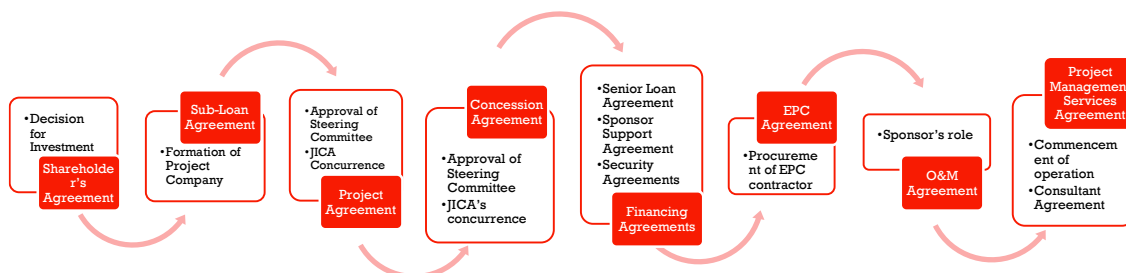 •Decision
for
Investment
Shareholde
r's
Agreement
Sub-Loan
Agreement
•Formation of
Project
Company
•Approval of
Steering
Committee
•JICA
Concurrence
Project
Agreement
Concession
Agreement
•Approval of
Steering
Committee
•JICA's
concurrence
•Senior Loan
Agreement
•Sponsor
Support
Agreement
•Security
Agreements
Financing
Agreements
EPC
Agreement
•Procureme
nt of EPC
contractor
•Sponsor's role
O&M
Agreement
Project
Management
Services
Agreement
•Commencem
ent of
operation
•Consultant
Agreement